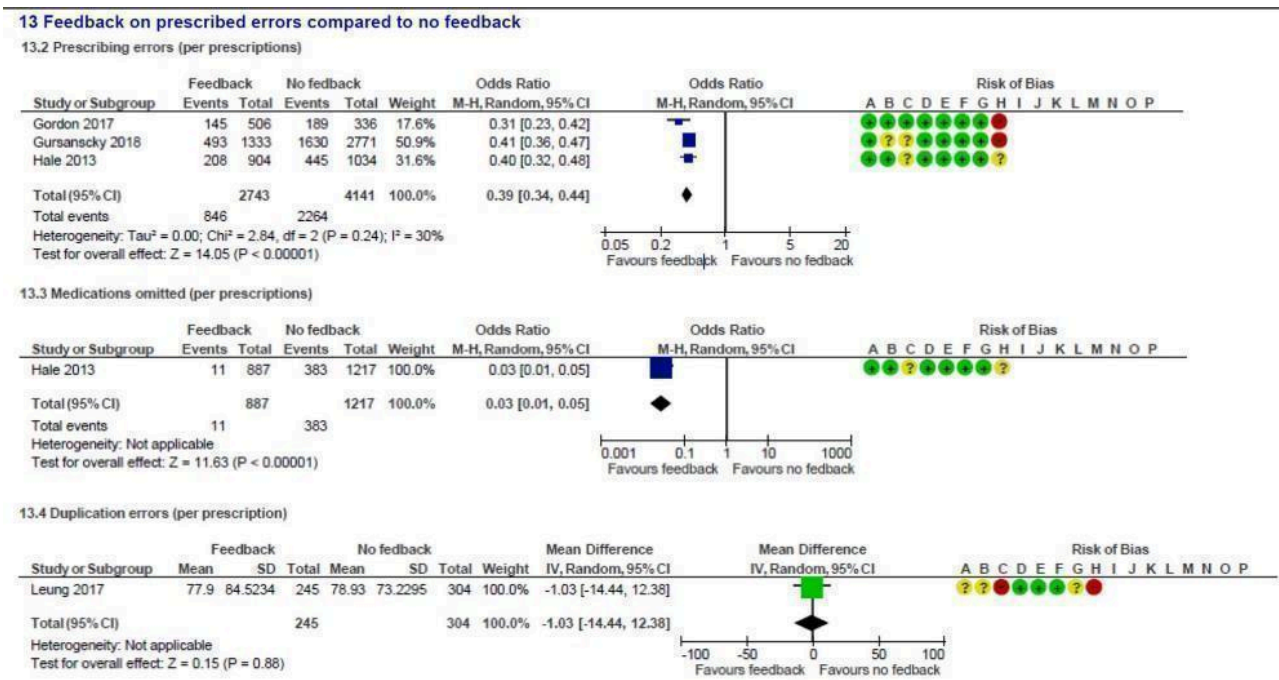 13 Feedback on prescribed errors compared to no feedback
13.2 Prescribing errors (per prescriptions)
Feedback No fedback Odds Ratio Odds Ratio Risk of Bias
Study or Subgroup Events Total Events Total Weight M-H, Random, 95% CI M-H, Random, 95% CI A B C D E F G H I J K L M N O P
Gordon 2017 145 506 189 336 17.6% 0.31 [0.23, 0.42] + + + + + + +
Gursanscky 2018 493 1333 1630 2771 50.9% 0.41 [0.36, 0.47] + ? ? + + + +
Hale 2013 208 904 445 1034 31.6% 0.40 [0.32, 0.48] + + ? + + + + ?
Total (95% CI) 2743 4141 100.0% 0.39 [0.34, 0.44]
Total events 846 2264
Heterogeneity: Tau² = 0.00; Chi² = 2.84, df = 2 (P = 0.24); I² = 30%
Test for overall effect: Z = 14.05 (P < 0.00001)
0.05 0.2 1 5 20
Favours feedback Favours no fedback
13.3 Medications omitted (per prescriptions)
Feedback No fedback Odds Ratio Odds Ratio Risk of Bias
Study or Subgroup Events Total Events Total Weight M-H, Random, 95% CI M-H, Random, 95% CI A B C D E F G H I J K L M N O P
Hale 2013 11 887 383 1217 100.0% 0.03 [0.01, 0.05] + + ? + + + + ?
Total (95% CI) 887 1217 100.0% 0.03 [0.01, 0.05]
Total events 11 383
Heterogeneity: Not applicable
Test for overall effect: Z = 11.63 (P < 0.00001)
0.001 0.1 1 10 1000
Favours feedback Favours no fedback
13.4 Duplication errors (per prescription)
Feedback No fedback Mean Difference Mean Difference Risk of Bias
Study or Subgroup Mean SD Total Mean SD Total Weight IV, Random, 95% CI IV, Random, 95% CI A B C D E F G H I J K L M N O P
Leung 2017 77.9 84.5234 245 78.93 73.2295 304 100.0% -1.03 [-14.44, 12.38] ? ? + + + ?
Total (95% CI) 245 304 100.0% -1.03 [-14.44, 12.38]
Heterogeneity: Not applicable
Test for overall effect: Z = 0.15 (P = 0.88)
-100 -50 0 50 100
Favours feedback Favours no fedback